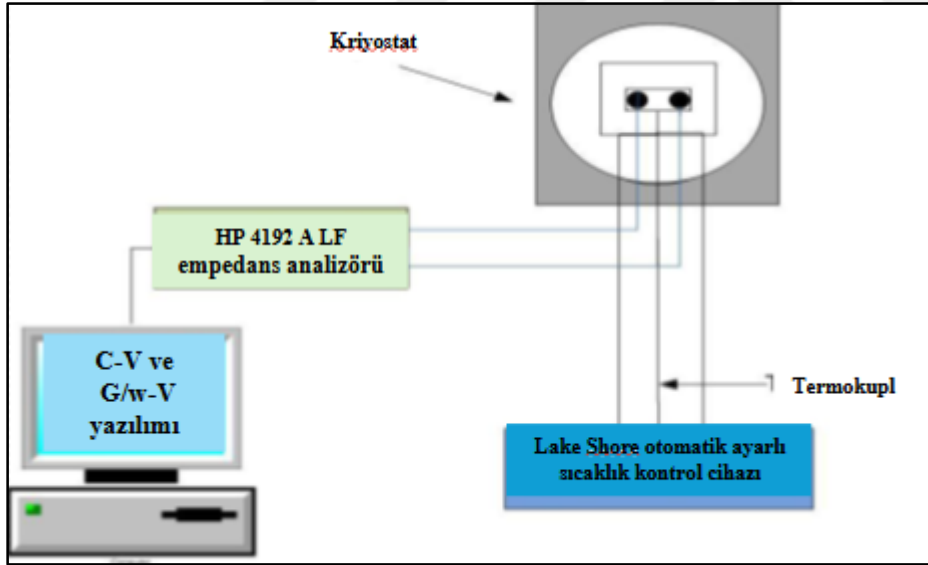 Kriyostat
HP 4192 A LF
empedans analizörü
C-V ve
G/w-V
yazılımı
Termokupl
Lake Shore otomatik ayarlı
sıcaklık kontrol cihazı